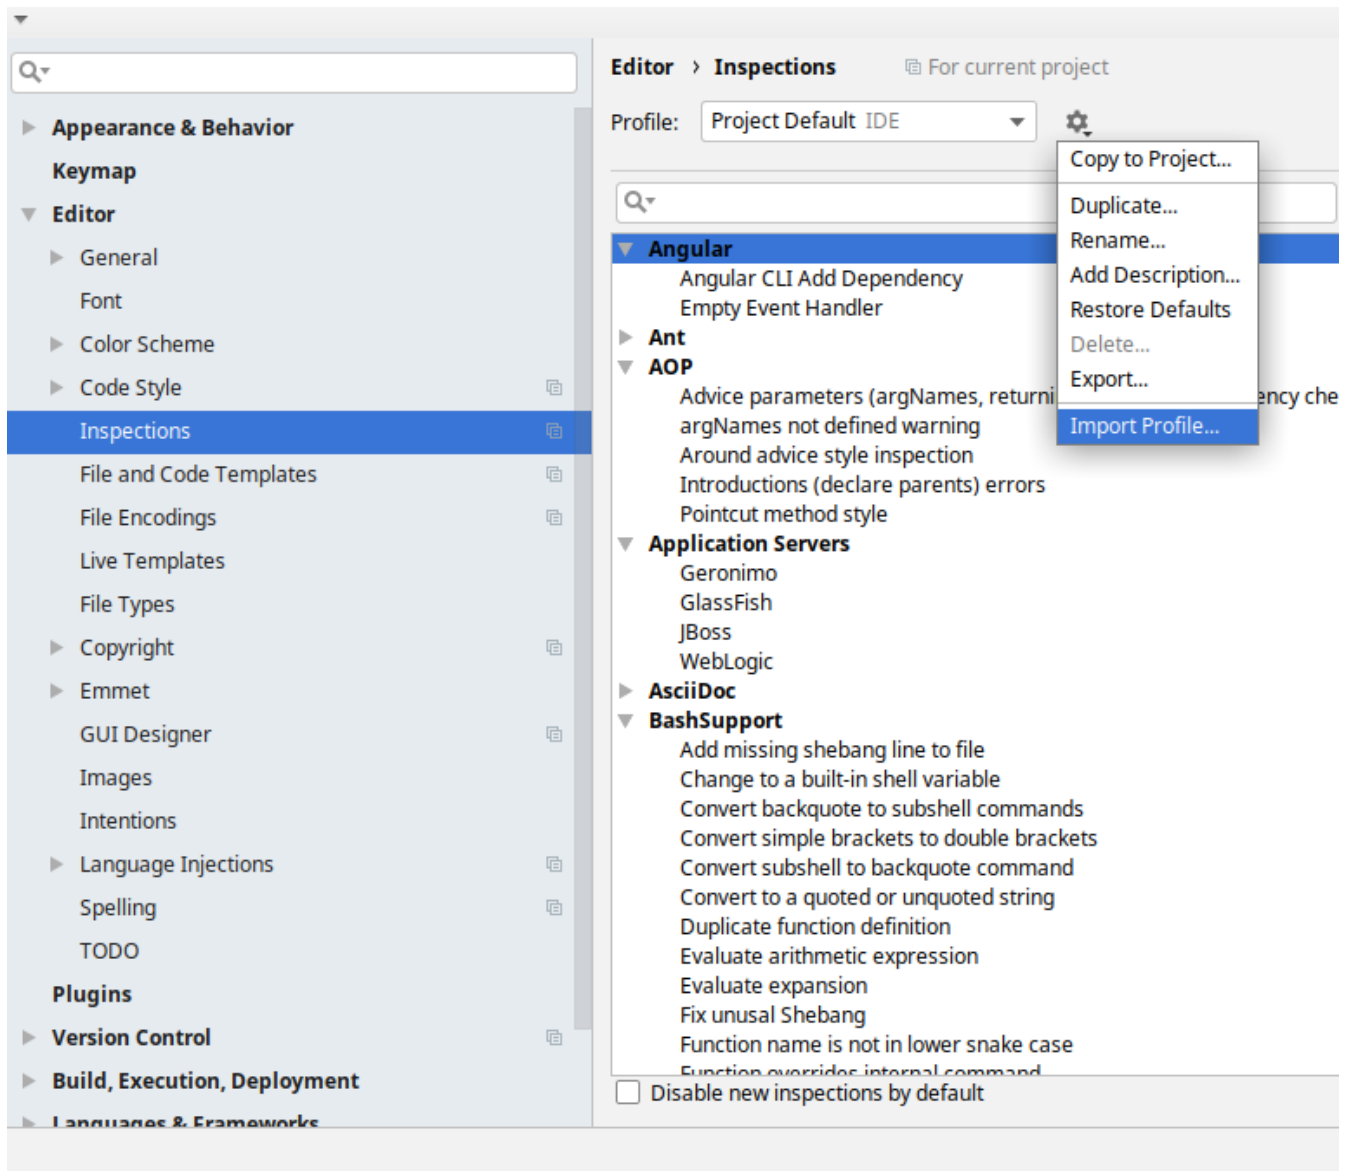 Appearance & Behavior
Keymap
Editor
General
Font
Color Scheme
Code Style
Inspections
File and Code Templates
File Encodings
Live Templates
File Types
Copyright
Emmet
GUI Designer
Images
Intentions
Language Injections
Spelling
TODO
Plugins
Version Control
Build, Execution, Deployment
Languages & Frameworks
Editor › Inspections For current project
Profile: Project Default IDE
Copy to Project...
Duplicate...
Rename...
Add Description...
Restore Defaults
Delete...
Export...
Import Profile...
Angular
Angular CLI Add Dependency
Empty Event Handler
Ant
AOP
Advice parameters (argNames, returni ency che
argNames not defined warning
Around advice style inspection
Introductions (declare parents) errors
Pointcut method style
Application Servers
Geronimo
GlassFish
JBoss
WebLogic
AsciiDoc
BashSupport
Add missing shebang line to file
Change to a built-in shell variable
Convert backquote to subshell commands
Convert simple brackets to double brackets
Convert subshell to backquote command
Convert to a quoted or unquoted string
Duplicate function definition
Evaluate arithmetic expression
Evaluate expansion
Fix unusal Shebang
Function name is not in lower snake case
Function overrides internal command
Disable new inspections by default